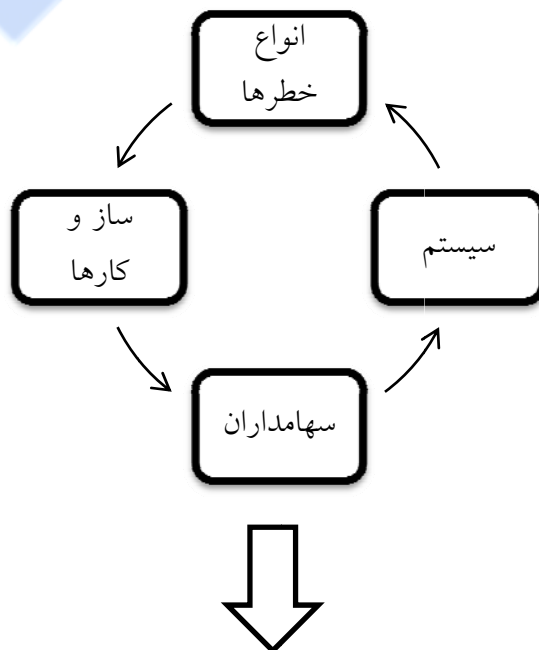 انواع
خطرها
ساز و
کارها
سیستم
سهامداران